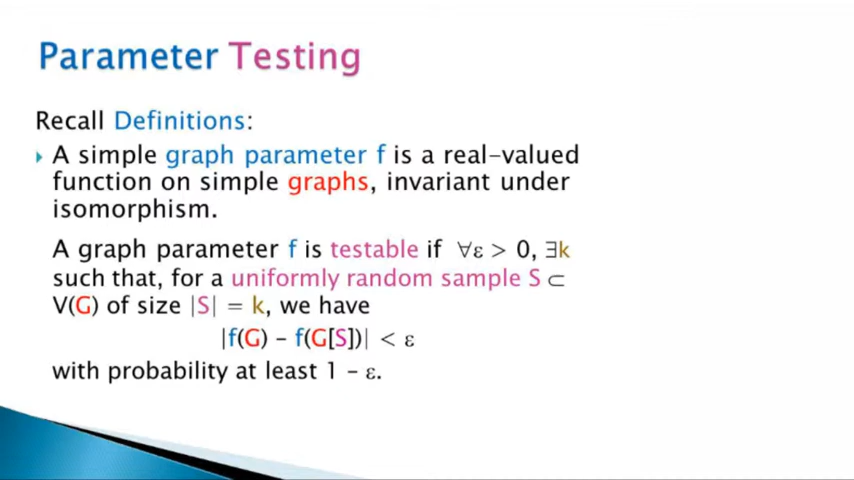 Parameter Testing
Recall Definitions:
A simple graph parameter f is a real-valued
function on simple graphs, invariant under
isomorphism.
A graph parameter f is testable if ∀ε > 0, ∃k
such that, for a uniformly random sample S ⊂
V(G) of size |S| = k, we have
|f(G) – f(G[S])| < ε
with probability at least 1 – ε.